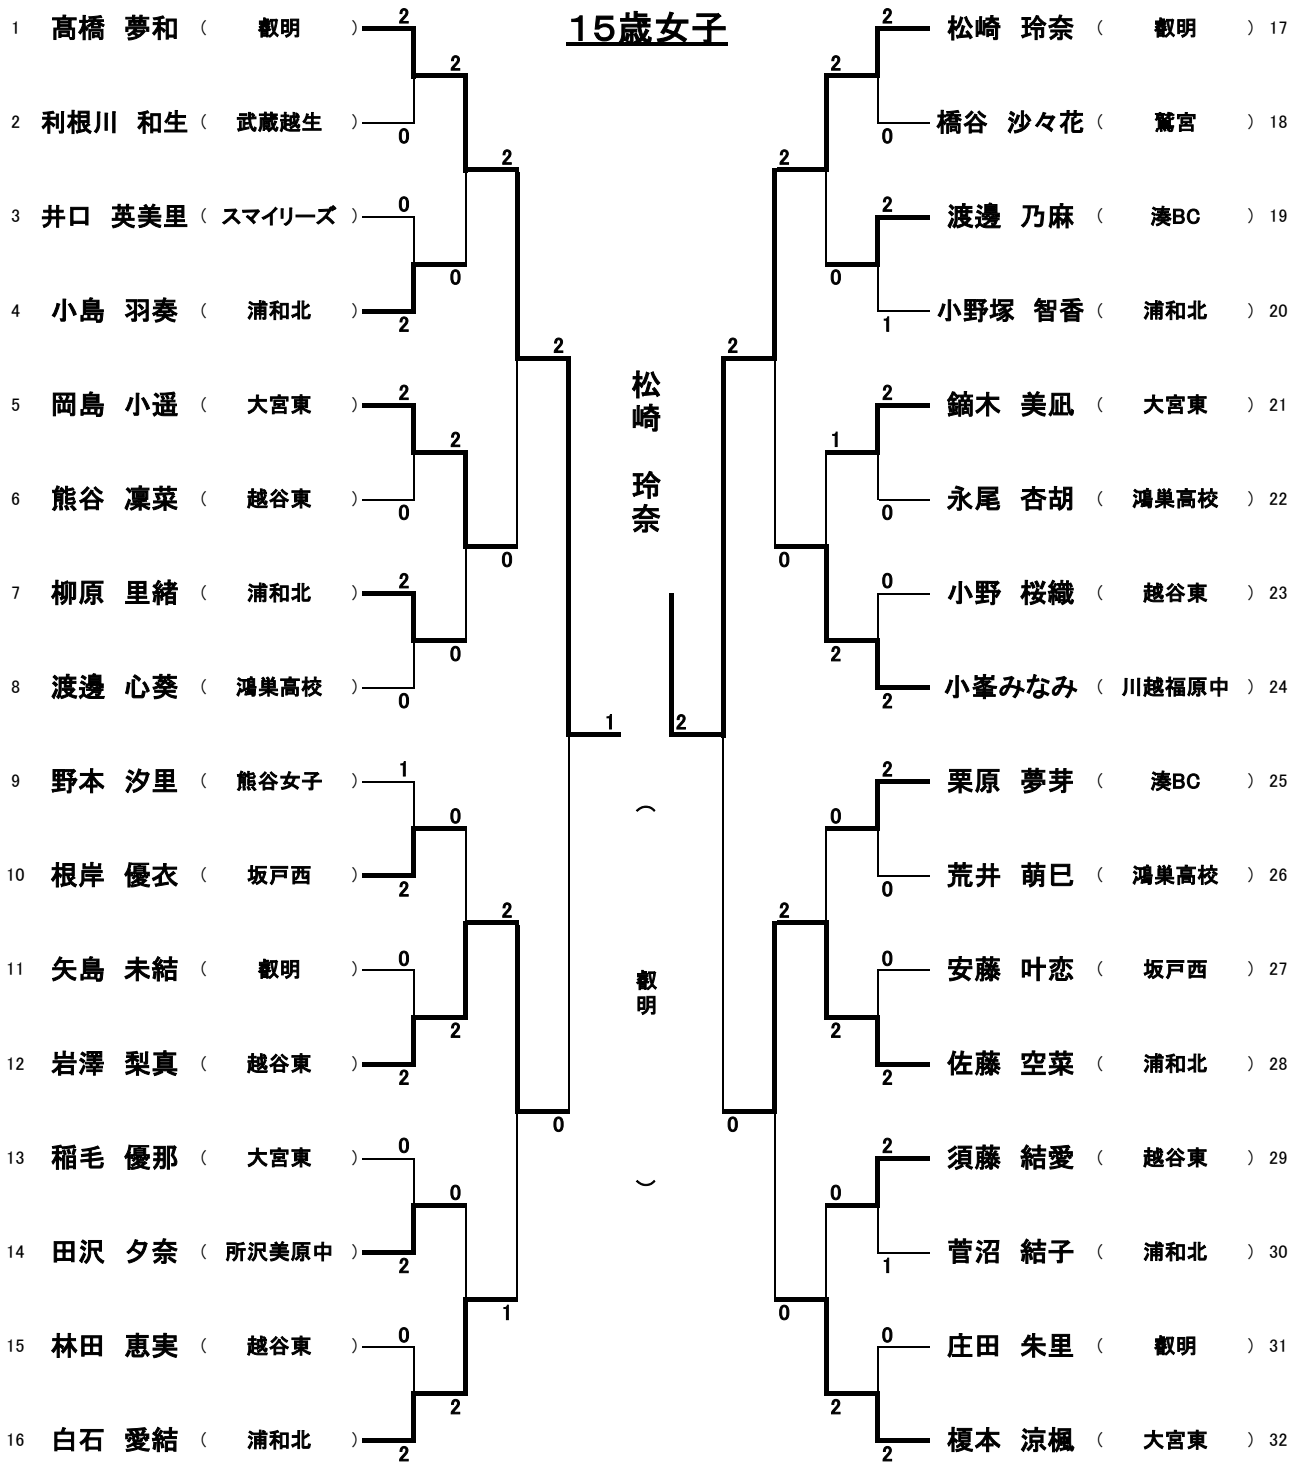 15歳女子
1 髙橋 夢和 ( 叡明 ) 2
2 利根川 和生 ( 武蔵越生 ) 0
3 井口 英美里 ( スマイリーズ ) 0
4 小島 羽奏 ( 浦和北 ) 2
5 岡島 小遥 ( 大宮東 ) 2
6 熊谷 凜菜 ( 越谷東 ) 0
7 柳原 里緒 ( 浦和北 ) 2
8 渡邊 心葵 ( 鴻巣高校 ) 0
9 野本 汐里 ( 熊谷女子 ) 1
10 根岸 優衣 ( 坂戸西 ) 2
11 矢島 未結 ( 叡明 ) 0
12 岩澤 梨真 ( 越谷東 ) 2
13 稲毛 優那 ( 大宮東 ) 0
14 田沢 夕奈 ( 所沢美原中 ) 2
15 林田 恵実 ( 越谷東 ) 0
16 白石 愛結 ( 浦和北 ) 2
2
0
2
0
0
2
0
2
2
0
2
1
2
0
1
松崎 玲奈
( 叡明 )
2
2
0
2
0
2
0
2
0
1
2
0
2
0
2
2 松崎 玲奈 ( 叡明 ) 17
0 橋谷 沙々花 ( 鷲宮 ) 18
2 渡邊 乃麻 ( 湊BC ) 19
1 小野塚 智香 ( 浦和北 ) 20
2 鏑木 美凪 ( 大宮東 ) 21
0 永尾 杏胡 ( 鴻巣高校 ) 22
0 小野 桜織 ( 越谷東 ) 23
2 小峯みなみ ( 川越福原中 ) 24
2 栗原 夢芽 ( 湊BC ) 25
0 荒井 萌巳 ( 鴻巣高校 ) 26
0 安藤 叶恋 ( 坂戸西 ) 27
2 佐藤 空菜 ( 浦和北 ) 28
2 須藤 結愛 ( 越谷東 ) 29
1 菅沼 結子 ( 浦和北 ) 30
0 庄田 朱里 ( 叡明 ) 31
2 榎本 涼楓 ( 大宮東 ) 32